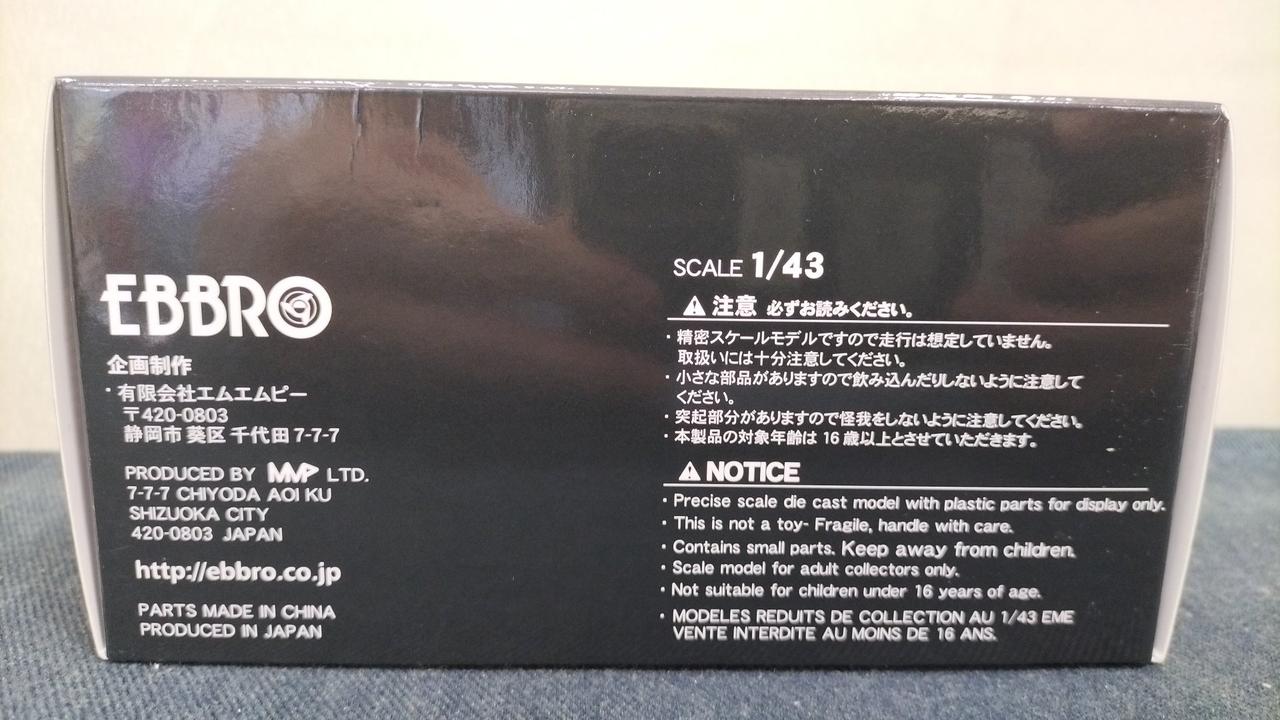 EBBRO
企画制作
・有限会社エムエムピー
〒420-0803
静岡市 葵区 千代田 7-7-7
PRODUCED BY MMP LTD.
7-7-7 CHIYODA AOI KU
SHIZUOKA CITY
420-0803 JAPAN
http://ebbro.co.jp
PARTS MADE IN CHINA
PRODUCED IN JAPAN
SCALE 1/43
注意 必ずお読みください。
・精密スケールモデルですので走行は想定していません。
取扱いには十分注意してください。
・小さな部品がありますので飲み込んだりしないように注意して
ください。
・突起部分がありますので怪我をしないように注意してください。
・本製品の対象年齢は 16 歳以上とさせていただきます。
NOTICE
・Precise scale die cast model with plastic parts for display only.
・This is not a toy- Fragile, handle with care.
・Contains small parts. Keep away from children.
・Scale model for adult collectors only.
・Not suitable for children under 16 years of age.
・MODELES REDUITS DE COLLECTION AU 1/43 EME
VENTE INTERDITE AU MOINS DE 16 ANS.